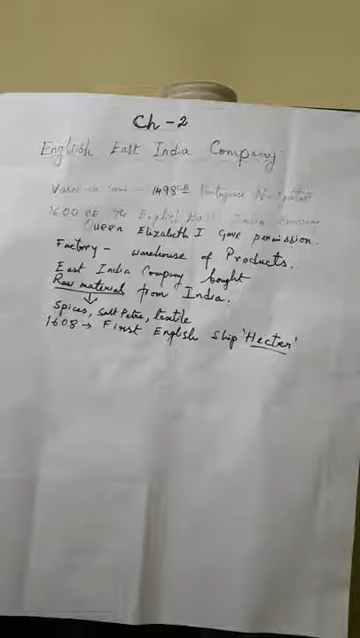 Ch - 2
English East India Company
Vasco da Gama - 1498 CE Portuguese Navigator
1600 CE The English East India Company
Queen Elizabeth I Gave permission.
Factory - warehouse of Products.
East India Company bought
Raw material from India.
Spices, Salt Petre, textile
1608 → First English Ship 'Hecter'